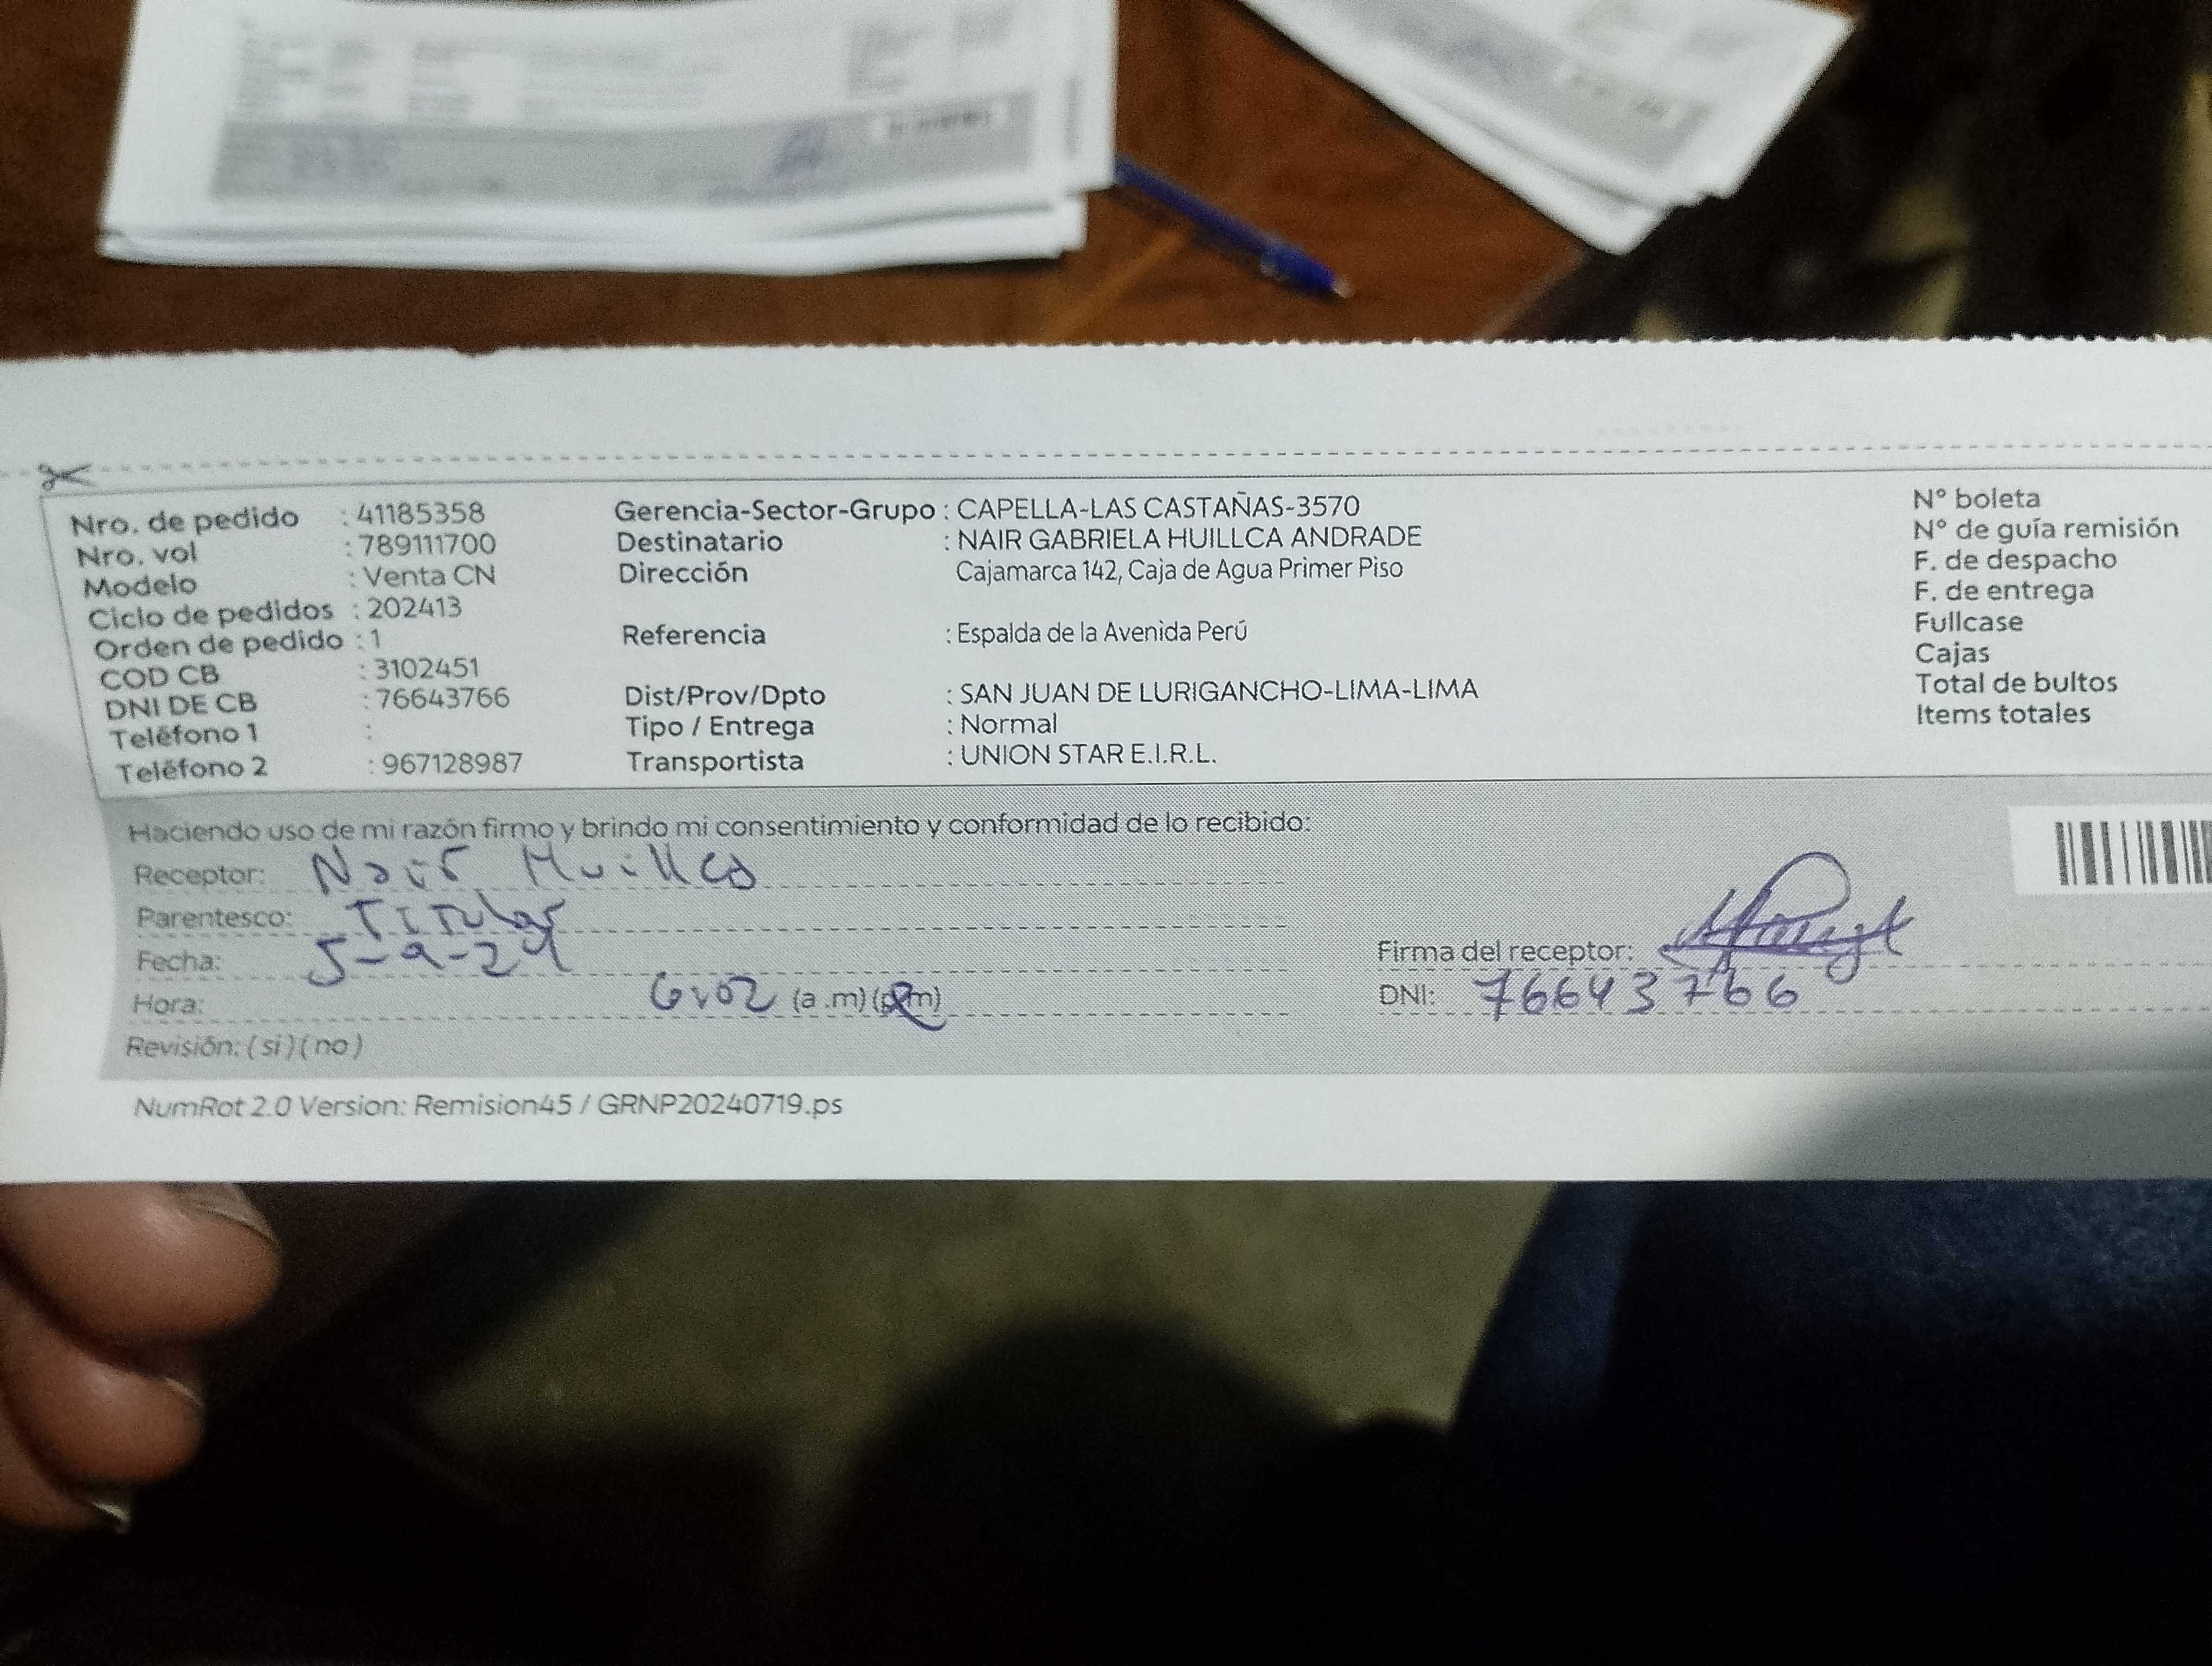 Nro. de pedido : 41185358 Gerencia-Sector-Grupo : CAPELLA-LAS CASTAÑAS-3570 N° boleta
Nro. vol : 789111700 Destinatario : NAIR GABRIELA HUILLCA ANDRADE N° de guía remisión
Modelo : Venta CN Dirección Cajamarca 142, Caja de Agua Primer Piso F. de despacho
Ciclo de pedidos : 202413 F. de entrega
Orden de pedido : 1 Referencia : Espalda de la Avenida Perú Fullcase
COD CB : 3102451 Cajas
DNI DE CB : 76643766 Dist/Prov/Dpto : SAN JUAN DE LURIGANCHO-LIMA-LIMA Total de bultos
Teléfono 1 : Tipo / Entrega : Normal Items totales
Teléfono 2 : 967128987 Transportista : UNION STAR E.I.R.L.
Haciendo uso de mi razón firmo y brindo mi consentimiento y conformidad de lo recibido:
Receptor: Nair Huillca
Parentesco: Titular
Fecha: 5-9-24 Firma del receptor:
Hora: 6:02 (a .m) (p.m) DNI: 76643766
Revisión: ( si ) ( no )
NumRot 2.0 Version: Remision45 / GRNP20240719.ps